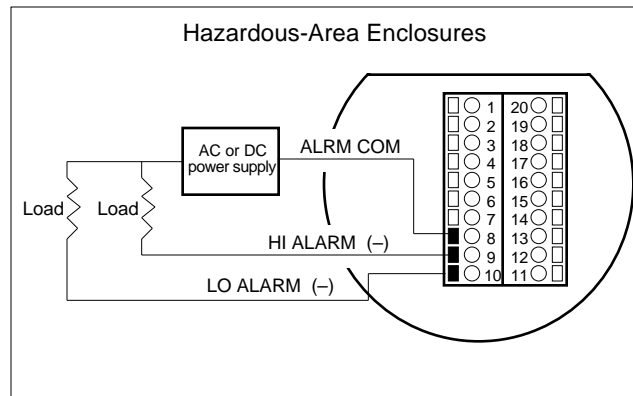 Hazardous-Area Enclosures
AC or DC
power supply
ALRM COM
Load
Load
HI ALARM (–)
LO ALARM (–)
1 20
2 19
3 18
4 17
5 16
6 15
7 14
8 13
9 12
10 11